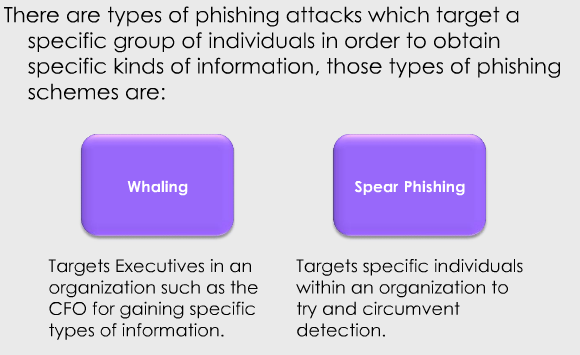 There are types of phishing attacks which target a
specific group of individuals in order to obtain
specific kinds of information, those types of phishing
schemes are:
Whaling
Spear Phishing
Targets Executives in an
organization such as the
CFO for gaining specific
types of information.
Targets specific individuals
within an organization to
try and circumvent
detection.